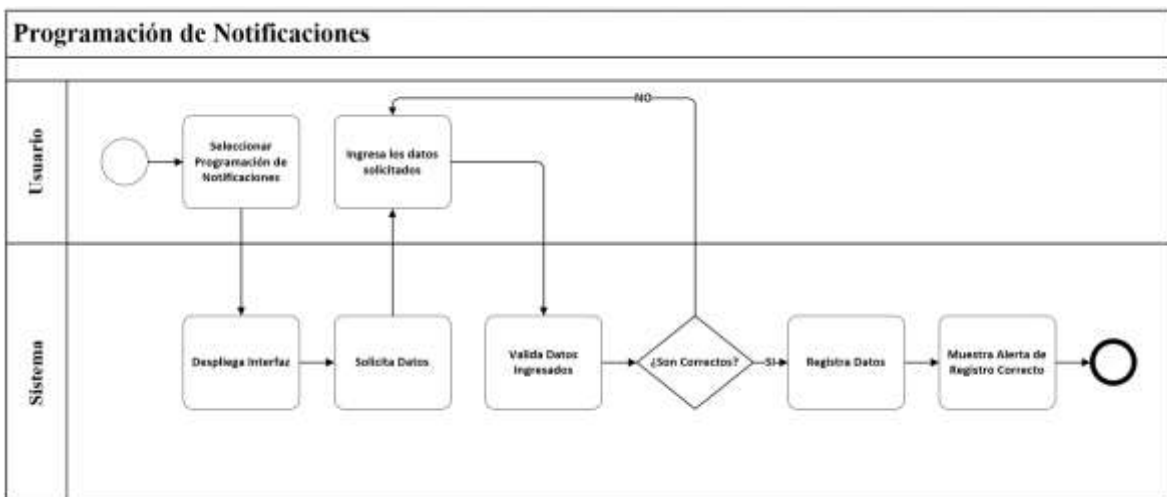 Programación de Notificaciones
Usuario
Seleccionar
Programación de
Notificaciones
Ingresa los datos
solicitados
NO
Sistema
Despliega Interfaz
Solicita Datos
Valida Datos
Ingresados
¿Son Correctos?
SI
Registra Datos
Muestra Alerta de
Registro Correcto